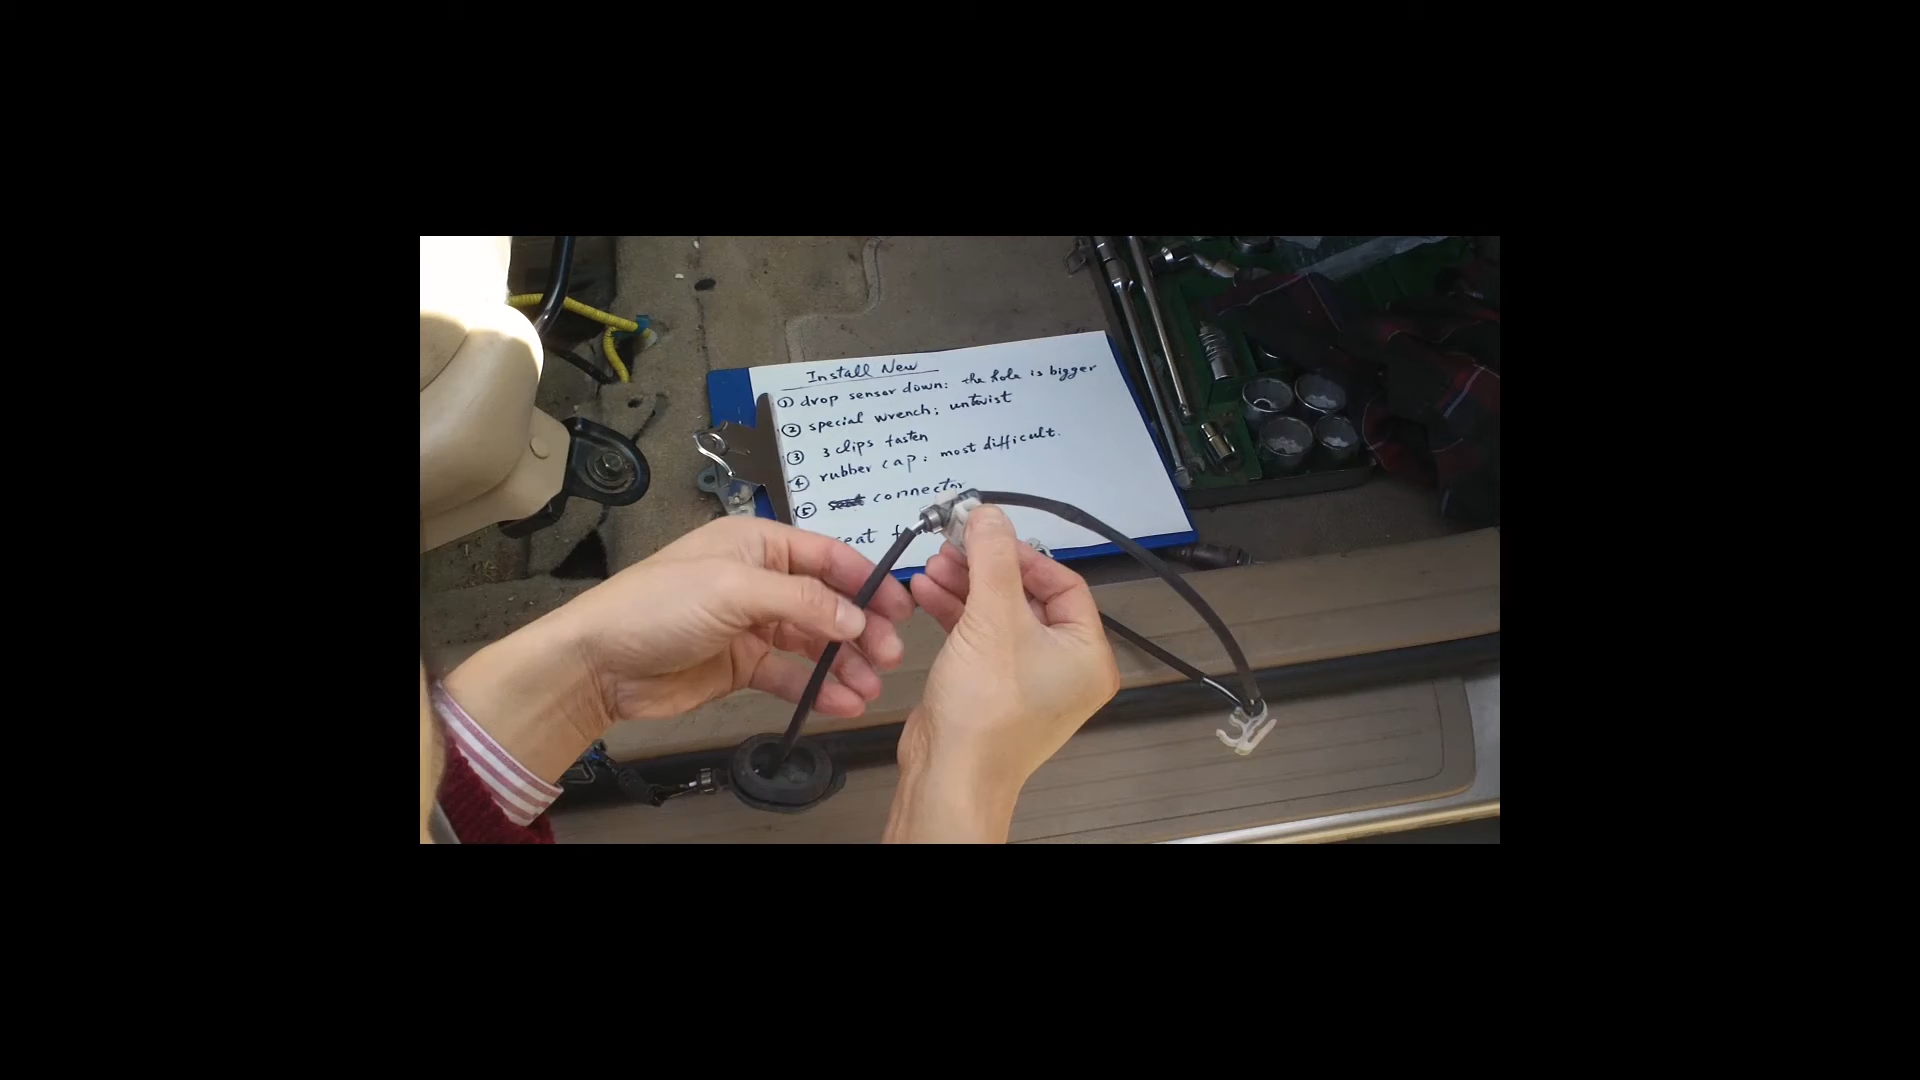 Install New
① drop sensor down: the hole is bigger
② special wrench; untwist
③ 3 clips fasten
④ rubber cap: most difficult.
⑤ connector
seat